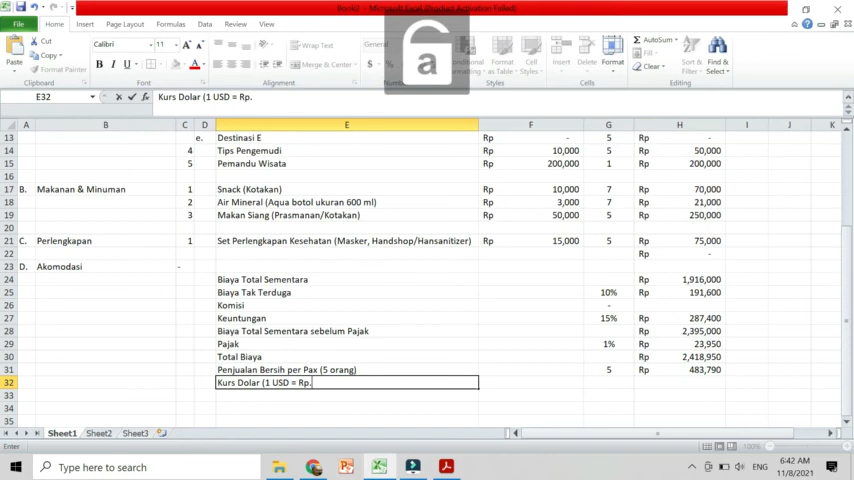 Book2 - Microsoft Excel (Product Activation Failed)
File Home Insert Page Layout Formulas Data Review View
Paste Cut Copy Format Painter Clipboard
Calibri 11 B I U
Wrap Text Merge & Center Alignment
General $ %
Conditional Formatting as Table Cell Styles Styles
Insert Delete Format Cells
AutoSum Fill Clear Sort & Filter Find & Select Editing
a
E32 fx Kurs Dolar (1 USD = Rp.
A B C D E F G H I J K
13 e. Destinasi E Rp - 5 Rp -
14 4 Tips Pengemudi Rp 10,000 5 Rp 50,000
15 5 Pemandu Wisata Rp 200,000 1 Rp 200,000
16
17 B. Makanan & Minuman 1 Snack (Kotakan) Rp 10,000 7 Rp 70,000
18 2 Air Mineral (Aqua botol ukuran 600 ml) Rp 3,000 7 Rp 21,000
19 3 Makan Siang (Prasmanan/Kotakan) Rp 50,000 5 Rp 250,000
20
21 C. Perlengkapan 1 Set Perlengkapan Kesehatan (Masker, Handshop/Hansanitizer) Rp 15,000 5 Rp 75,000
22 Rp -
23 D. Akomodasi -
24 Biaya Total Sementara Rp 1,916,000
25 Biaya Tak Terduga 10% Rp 191,600
26 Komisi -
27 Keuntungan 15% Rp 287,400
28 Biaya Total Sementara sebelum Pajak Rp 2,395,000
29 Pajak 1% Rp 23,950
30 Total Biaya Rp 2,418,950
31 Penjualan Bersih per Pax (5 orang) 5 Rp 483,790
32 Kurs Dolar (1 USD = Rp.
33
34
35
Sheet1 Sheet2 Sheet3
Enter 100%
Type here to search ENG 6:42 AM
11/8/2021